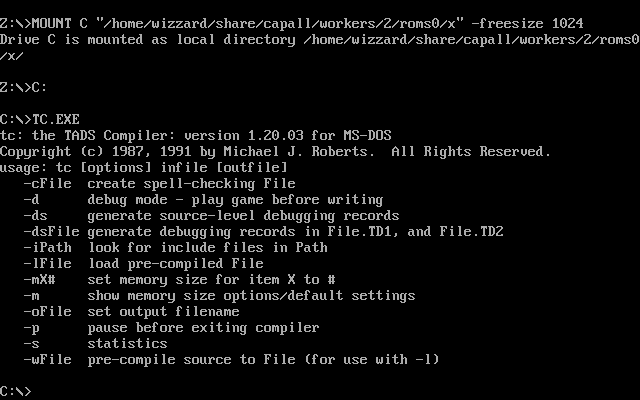 Z:\>MOUNT C "/home/wizzard/share/capall/workers/2/roms0/x" -freesize 1024
Drive C is mounted as local directory /home/wizzard/share/capall/workers/2/roms0
/x/
Z:\>C:
C:\>TC.EXE
tc: the TADS Compiler: version 1.20.03 for MS-DOS
Copyright (c) 1987, 1991 by Michael J. Roberts.  All Rights Reserved.
usage: tc [options] infile [outfile]
   -cFile  create spell-checking File
   -d      debug mode - play game before writing
   -ds     generate source-level debugging records
   -dsFile generate debugging records in File.TD1, and File.TD2
   -iPath  look for include files in Path
   -lFile  load pre-compiled File
   -mX#    set memory size for item X to #
   -m      show memory size options/default settings
   -oFile  set output filename
   -p      pause before exiting compiler
   -s      statistics
   -wFile  pre-compile source to File (for use with -l)
C:\>